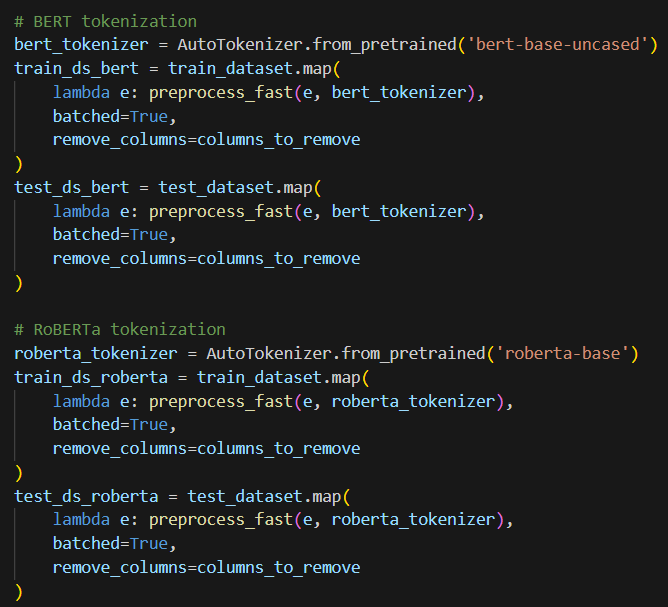 # BERT tokenization
bert_tokenizer = AutoTokenizer.from_pretrained('bert-base-uncased')
train_ds_bert = train_dataset.map(
    lambda e: preprocess_fast(e, bert_tokenizer),
    batched=True,
    remove_columns=columns_to_remove
)
test_ds_bert = test_dataset.map(
    lambda e: preprocess_fast(e, bert_tokenizer),
    batched=True,
    remove_columns=columns_to_remove
)

# RoBERTa tokenization
roberta_tokenizer = AutoTokenizer.from_pretrained('roberta-base')
train_ds_roberta = train_dataset.map(
    lambda e: preprocess_fast(e, roberta_tokenizer),
    batched=True,
    remove_columns=columns_to_remove
)
test_ds_roberta = test_dataset.map(
    lambda e: preprocess_fast(e, roberta_tokenizer),
    batched=True,
    remove_columns=columns_to_remove
)